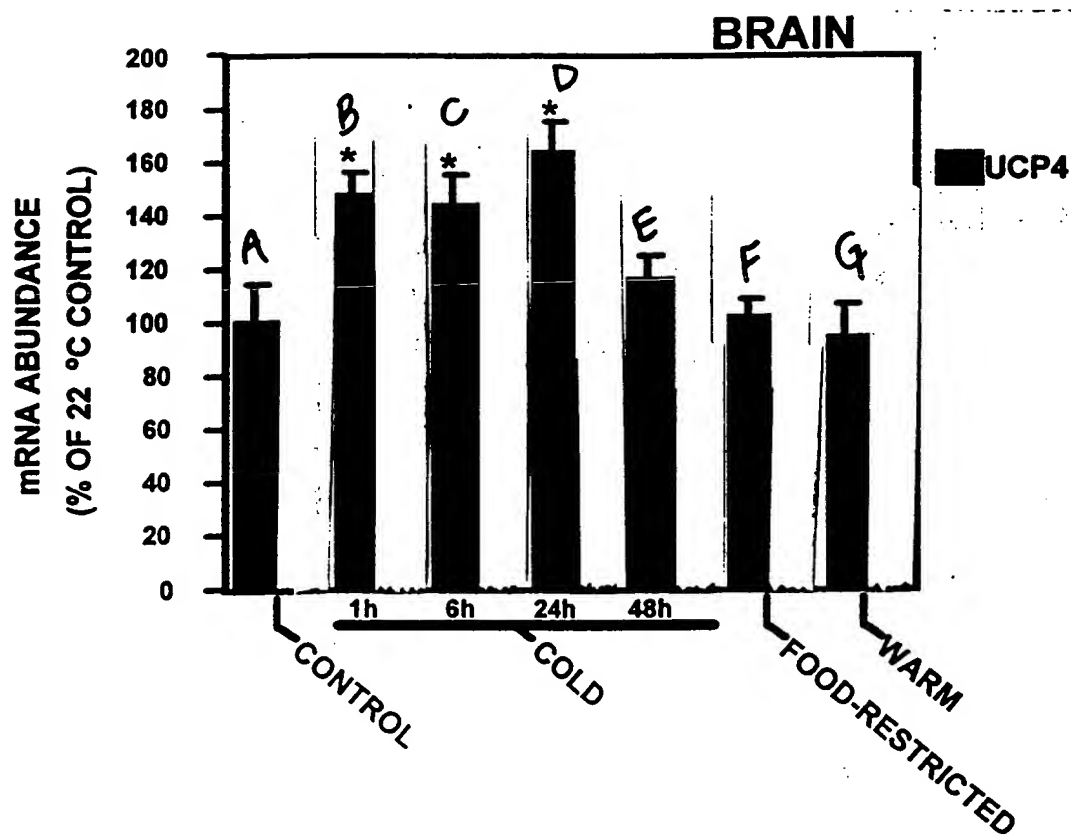 BRAIN
200
180
160
140
120
100
80
60
40
20
0
mRNA ABUNDANCE
(% OF 22 ºC CONTROL)
A
B
*
C
*
D
*
E
F
G
UCP4
1h 6h 24h 48h
CONTROL
COLD
FOOD-RESTRICTED
WARM